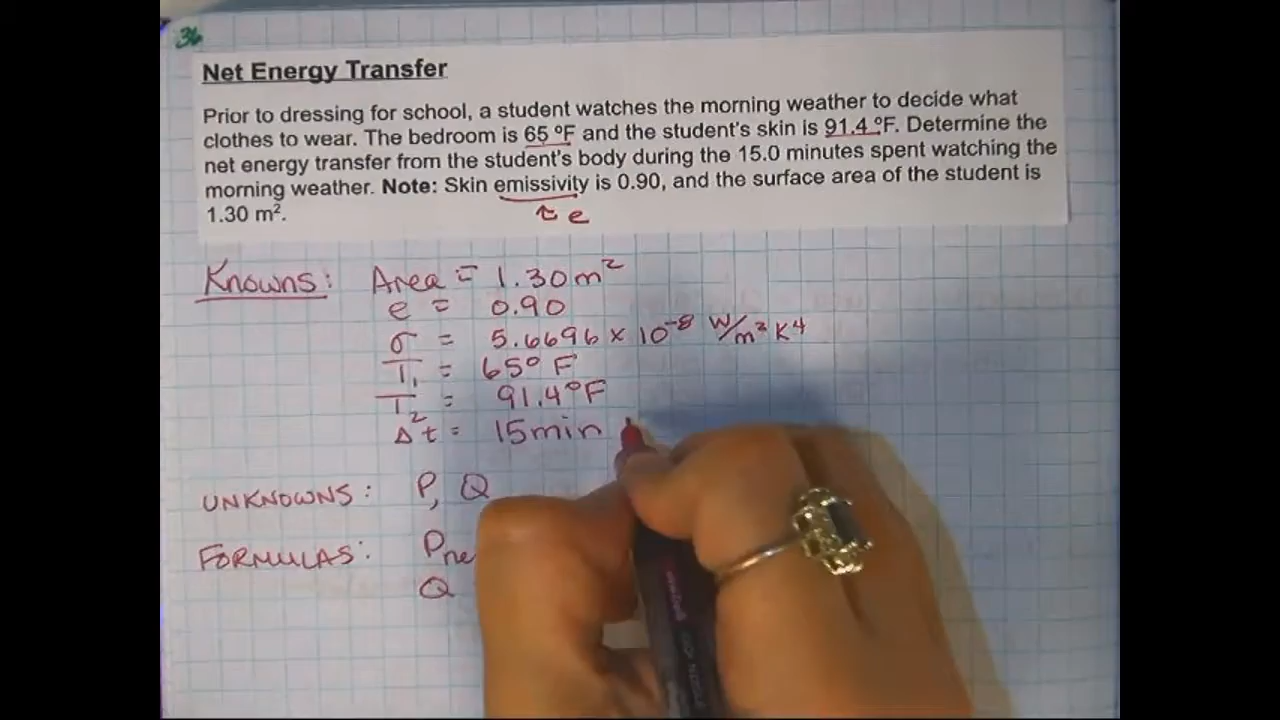 36
Net Energy Transfer
Prior to dressing for school, a student watches the morning weather to decide what
clothes to wear. The bedroom is 65 ºF and the student's skin is 91.4 ºF. Determine the
net energy transfer from the student's body during the 15.0 minutes spent watching the
morning weather. Note: Skin emissivity is 0.90, and the surface area of the student is
1.30 m².
e
Knowns: Area = 1.30 m²
e = 0.90
σ = 5.6696 x 10⁻⁸ W/m²K⁴
T₁ = 65° F
T₂ = 91.4°F
Δt = 15min
UNKNOWNS: P, Q
FORMULAS: Pne
Q